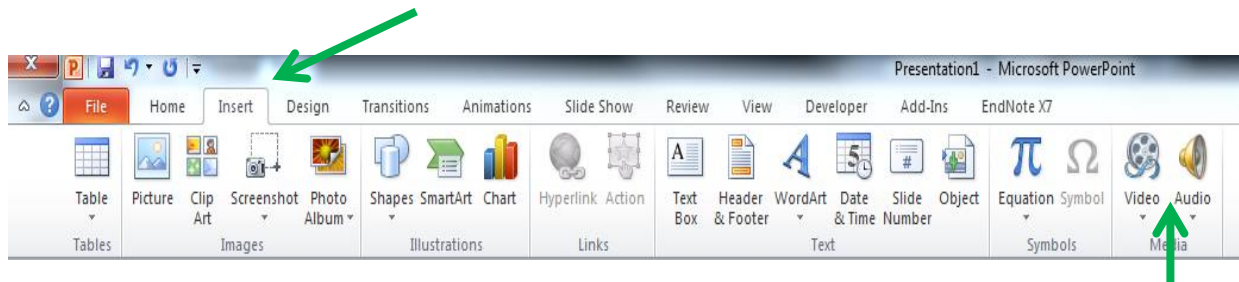 Presentation1 - Microsoft PowerPoint
File Home Insert Design Transitions Animations Slide Show Review View Developer Add-Ins EndNote X7
Table Picture Clip Art Screenshot Photo Album Shapes SmartArt Chart Hyperlink Action Text Box Header & Footer WordArt Date & Time Slide Number Object Equation Symbol Video Audio
Tables Images Illustrations Links Text Symbols